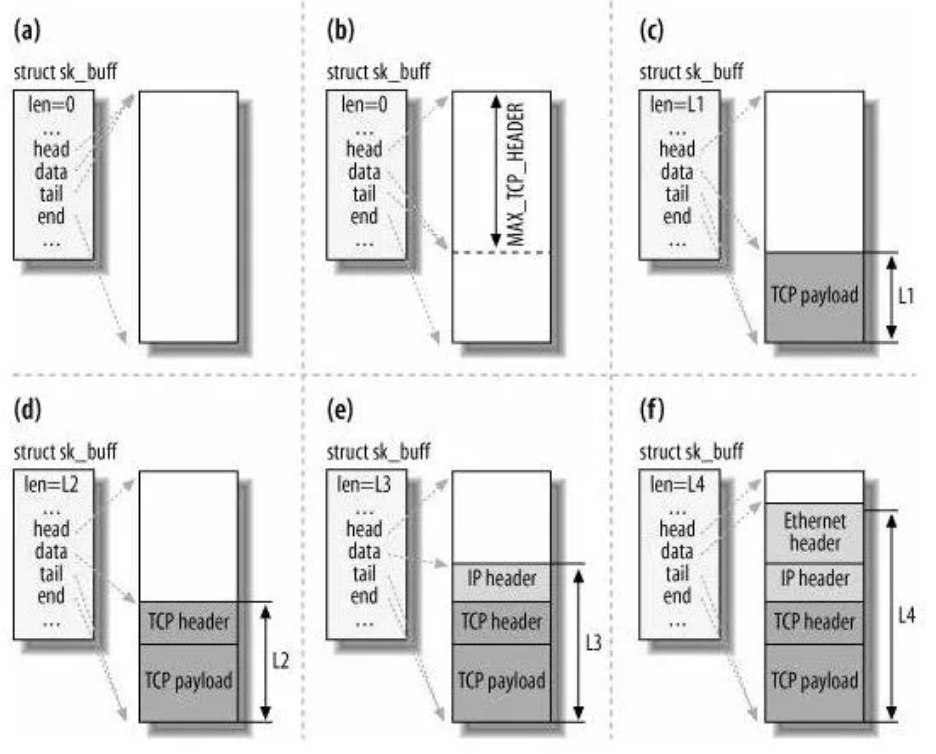 (a)
struct sk_buff
len=0
...
head
data
tail
end
...
(b)
struct sk_buff
len=0
...
head
data
tail
end
...
MAX_TCP_HEADER
(c)
struct sk_buff
len=L1
...
head
data
tail
end
...
TCP payload
L1
(d)
struct sk_buff
len=L2
...
head
data
tail
end
...
TCP header
TCP payload
L2
(e)
struct sk_buff
len=L3
...
head
data
tail
end
...
IP header
TCP header
TCP payload
L3
(f)
struct sk_buff
len=L4
...
head
data
tail
end
...
Ethernet
header
IP header
TCP header
TCP payload
L4